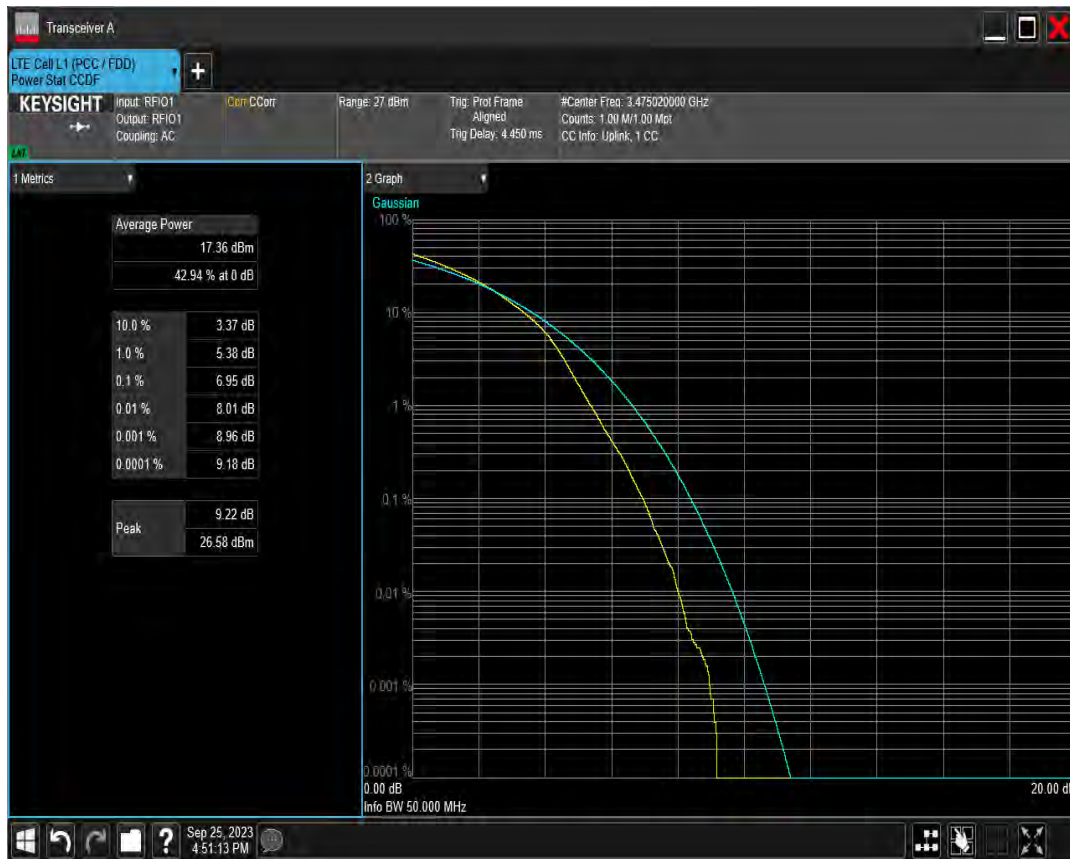 Transceiver A
LTE Cell L1 (PCC / FDD)
Power Stat CCDF
KEYSIGHT
Input: RFIO1
Output: RFIO1
Coupling: AC
Corr CCorr
Range: 27 dBm
Trig: Prot Frame
Aligned
Trig Delay: 4.450 ms
#Center Freq: 3.475020000 GHz
Counts: 1.00 M/1.00 Mpt
CC Info: Uplink, 1 CC
1 Metrics
Average Power
17.36 dBm
42.94 % at 0 dB
10.0 % 3.37 dB
1.0 % 5.38 dB
0.1 % 6.95 dB
0.01 % 8.01 dB
0.001 % 8.96 dB
0.0001 % 9.18 dB
Peak
9.22 dB
26.58 dBm
2 Graph
Gaussian
100 %
10 %
1 %
0.1 %
0.01 %
0.001 %
0.0001 %
0.00 dB
20.00 d
Info BW 50.000 MHz
?
Sep 25, 2023
4:51:13 PM